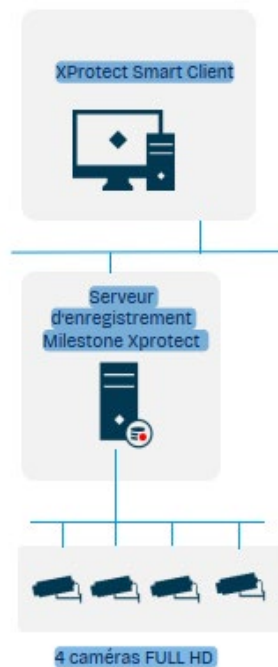 XProtect Smart Client
Serveur
d'enregistrement
Milestone Xprotect
4 caméras FULL HD